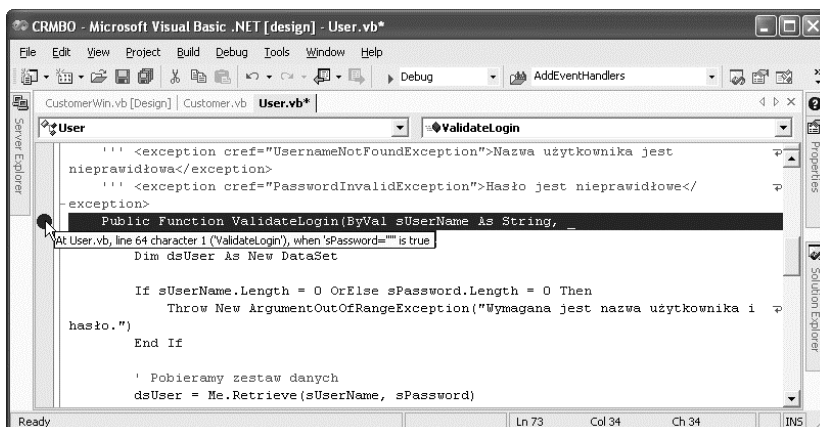 CRMBO - Microsoft Visual Basic .NET [design] - User.vb*
File Edit View Project Build Debug Tools Window Help
Debug AddEventHandlers
CustomerWin.vb [Design] Customer.vb User.vb*
User ValidateLogin
Server Explorer
Properties
Solution Explorer
''' <exception cref="UsernameNotFoundException">Nazwa użytkownika jest
nieprawidłowa</exception>
''' <exception cref="PasswordInvalidException">Hasło jest nieprawidłowe</
exception>
Public Function ValidateLogin(ByVal sUserName As String, _
At User.vb, line 64 character 1 ('ValidateLogin'), when 'sPassword=""' is true
Dim dsUser As New DataSet
If sUserName.Length = 0 OrElse sPassword.Length = 0 Then
Throw New ArgumentOutOfRangeException("Wymagana jest nazwa użytkownika i
hasło.")
End If
' Pobieramy zestaw danych
dsUser = Me.Retrieve(sUserName, sPassword)
Ready Ln 73 Col 34 Ch 34 INS